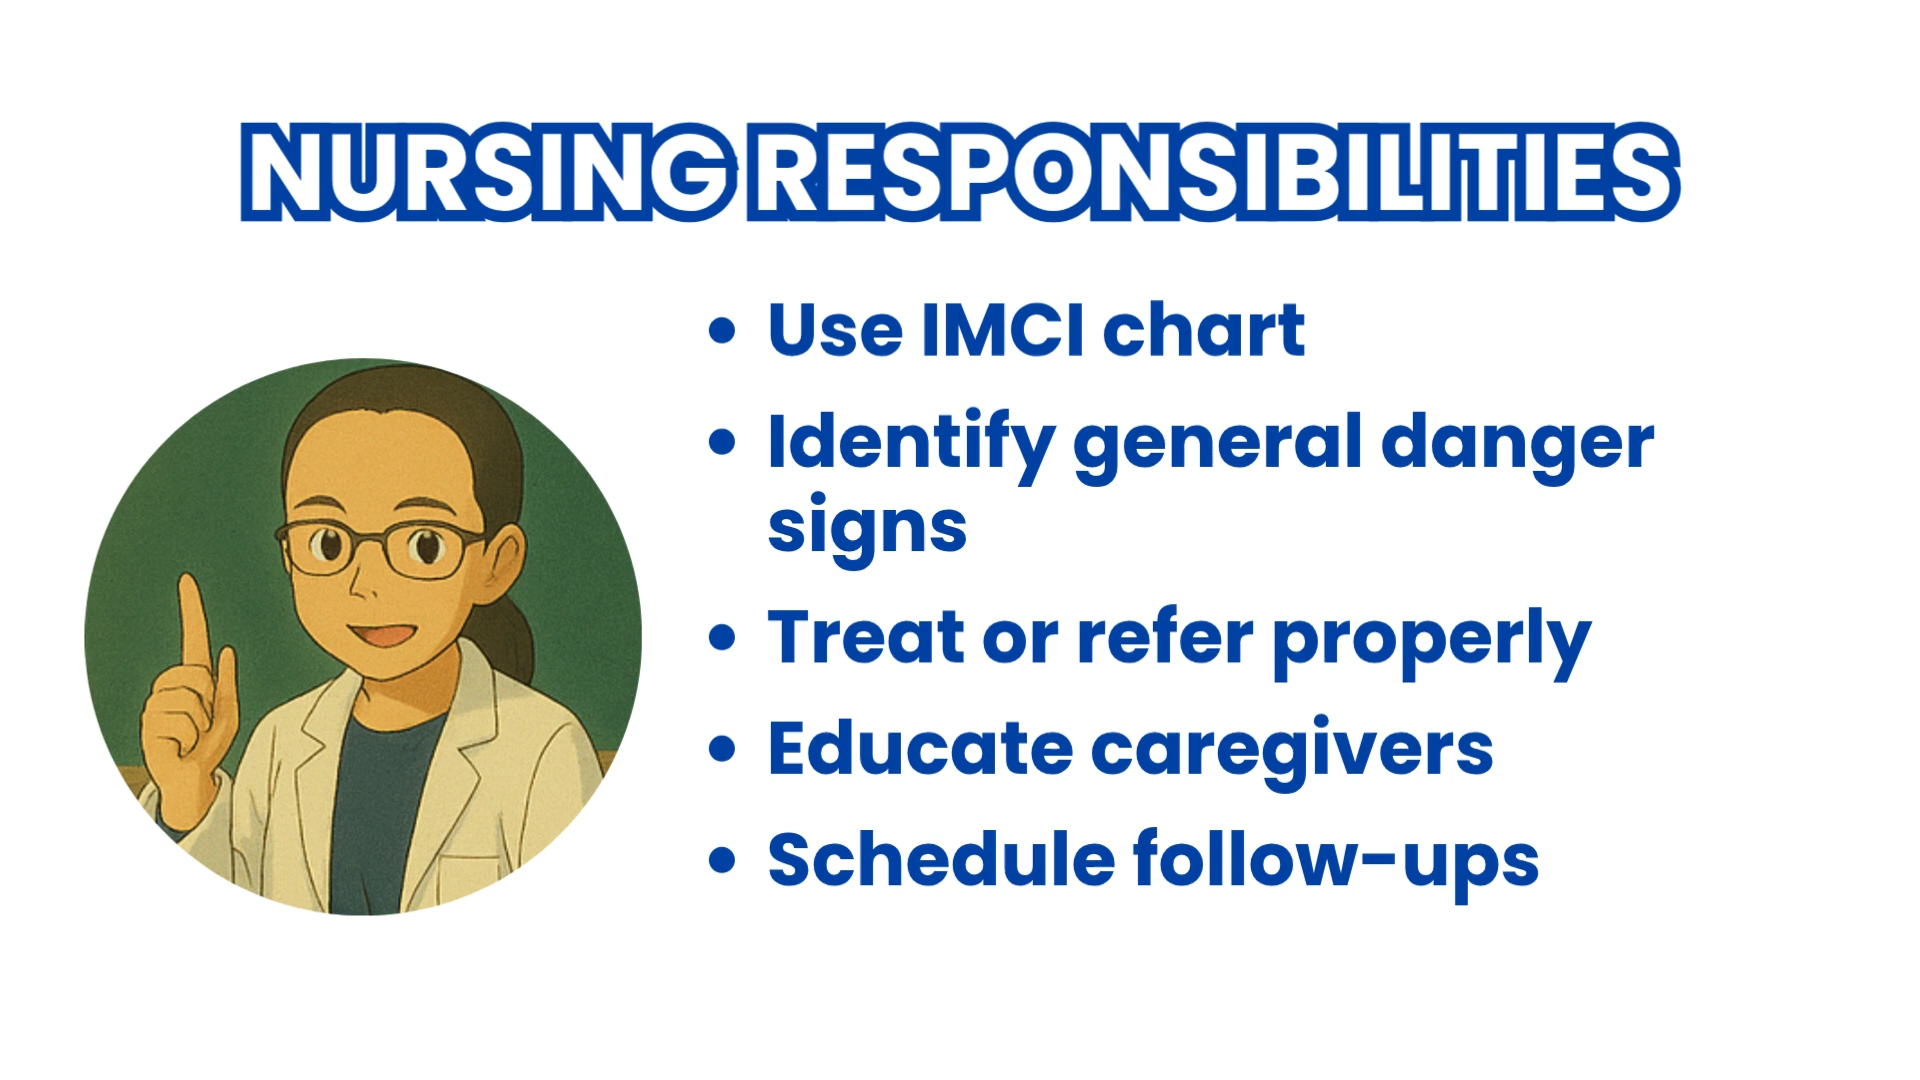 NURSING RESPONSIBILITIES
• Use IMCI chart
• Identify general danger
signs
• Treat or refer properly
• Educate caregivers
• Schedule follow-ups